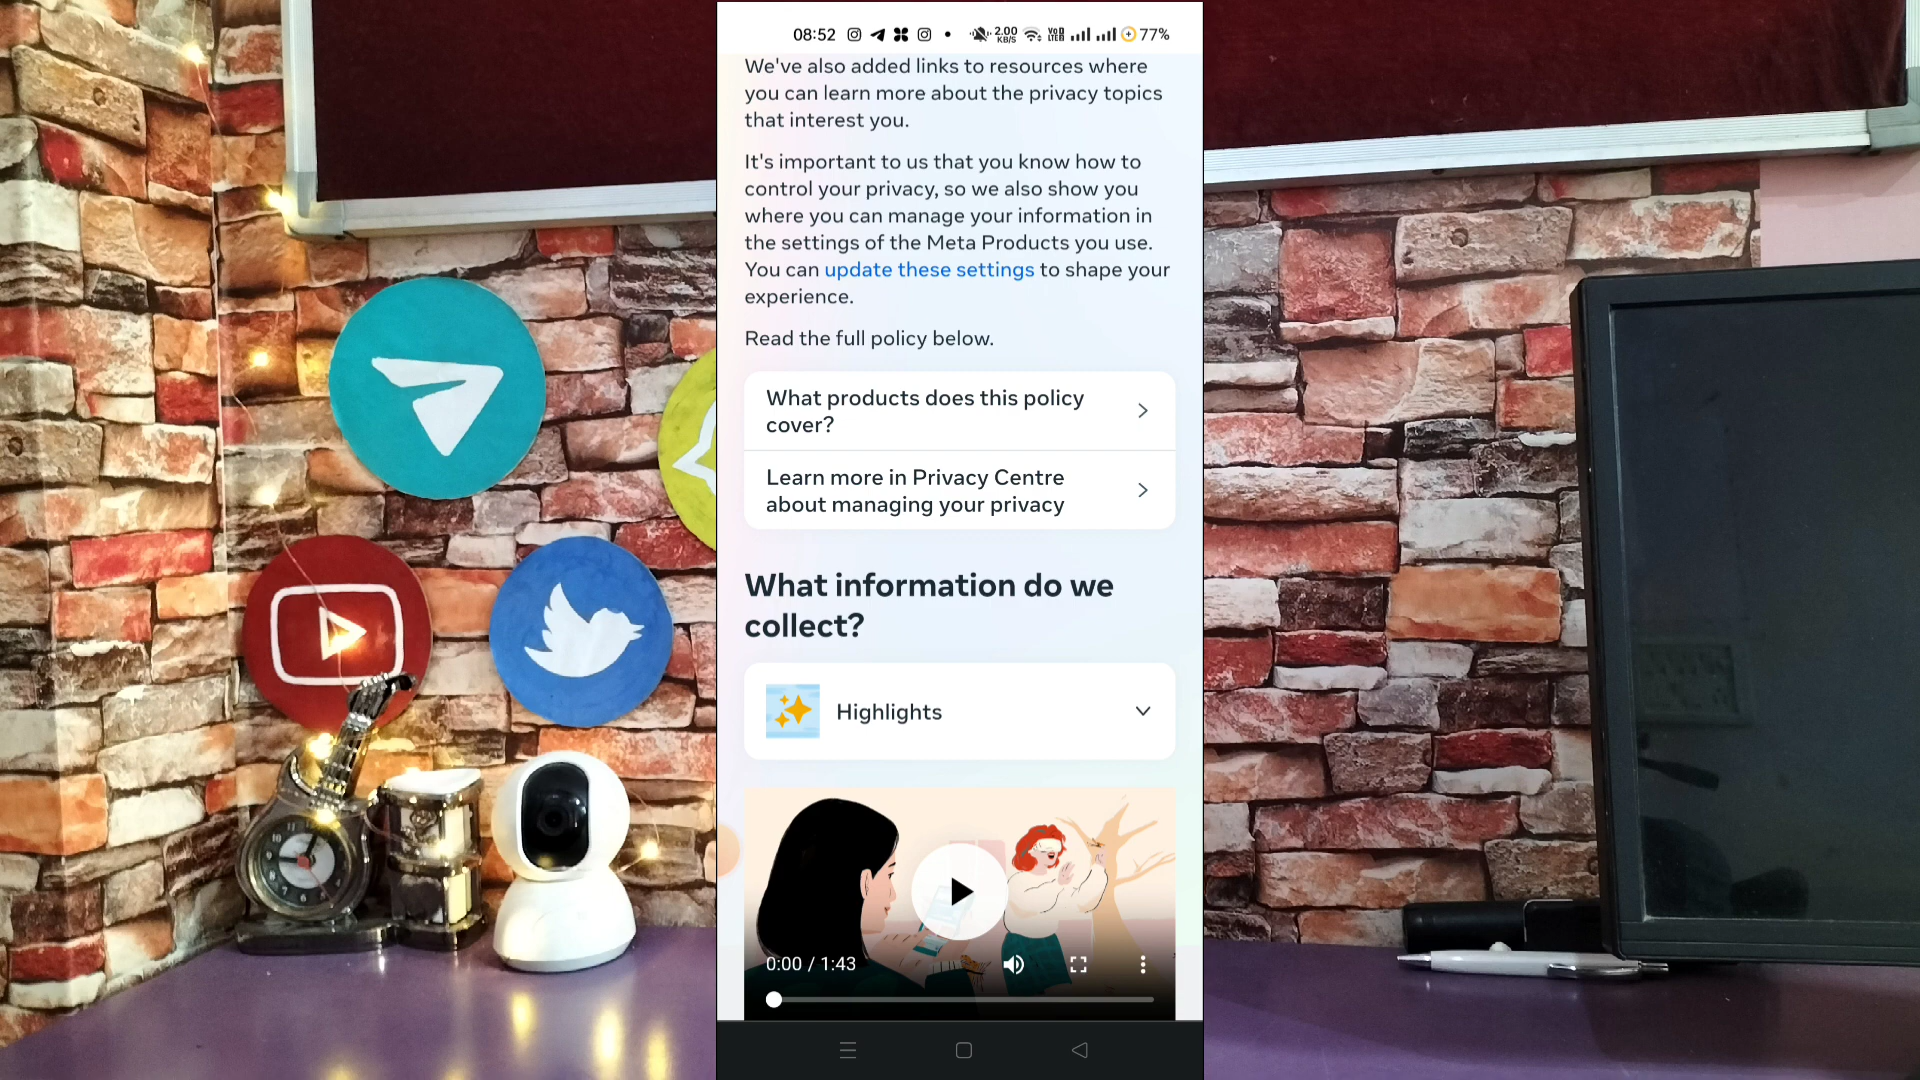 08:52 2.00 KB/S Vo) LTE2 77%
We've also added links to resources where
you can learn more about the privacy topics
that interest you.
It's important to us that you know how to
control your privacy, so we also show you
where you can manage your information in
the settings of the Meta Products you use.
You can update these settings to shape your
experience.
Read the full policy below.
What products does this policy
cover?
Learn more in Privacy Centre
about managing your privacy
What information do we
collect?
Highlights
0:00 / 1:43